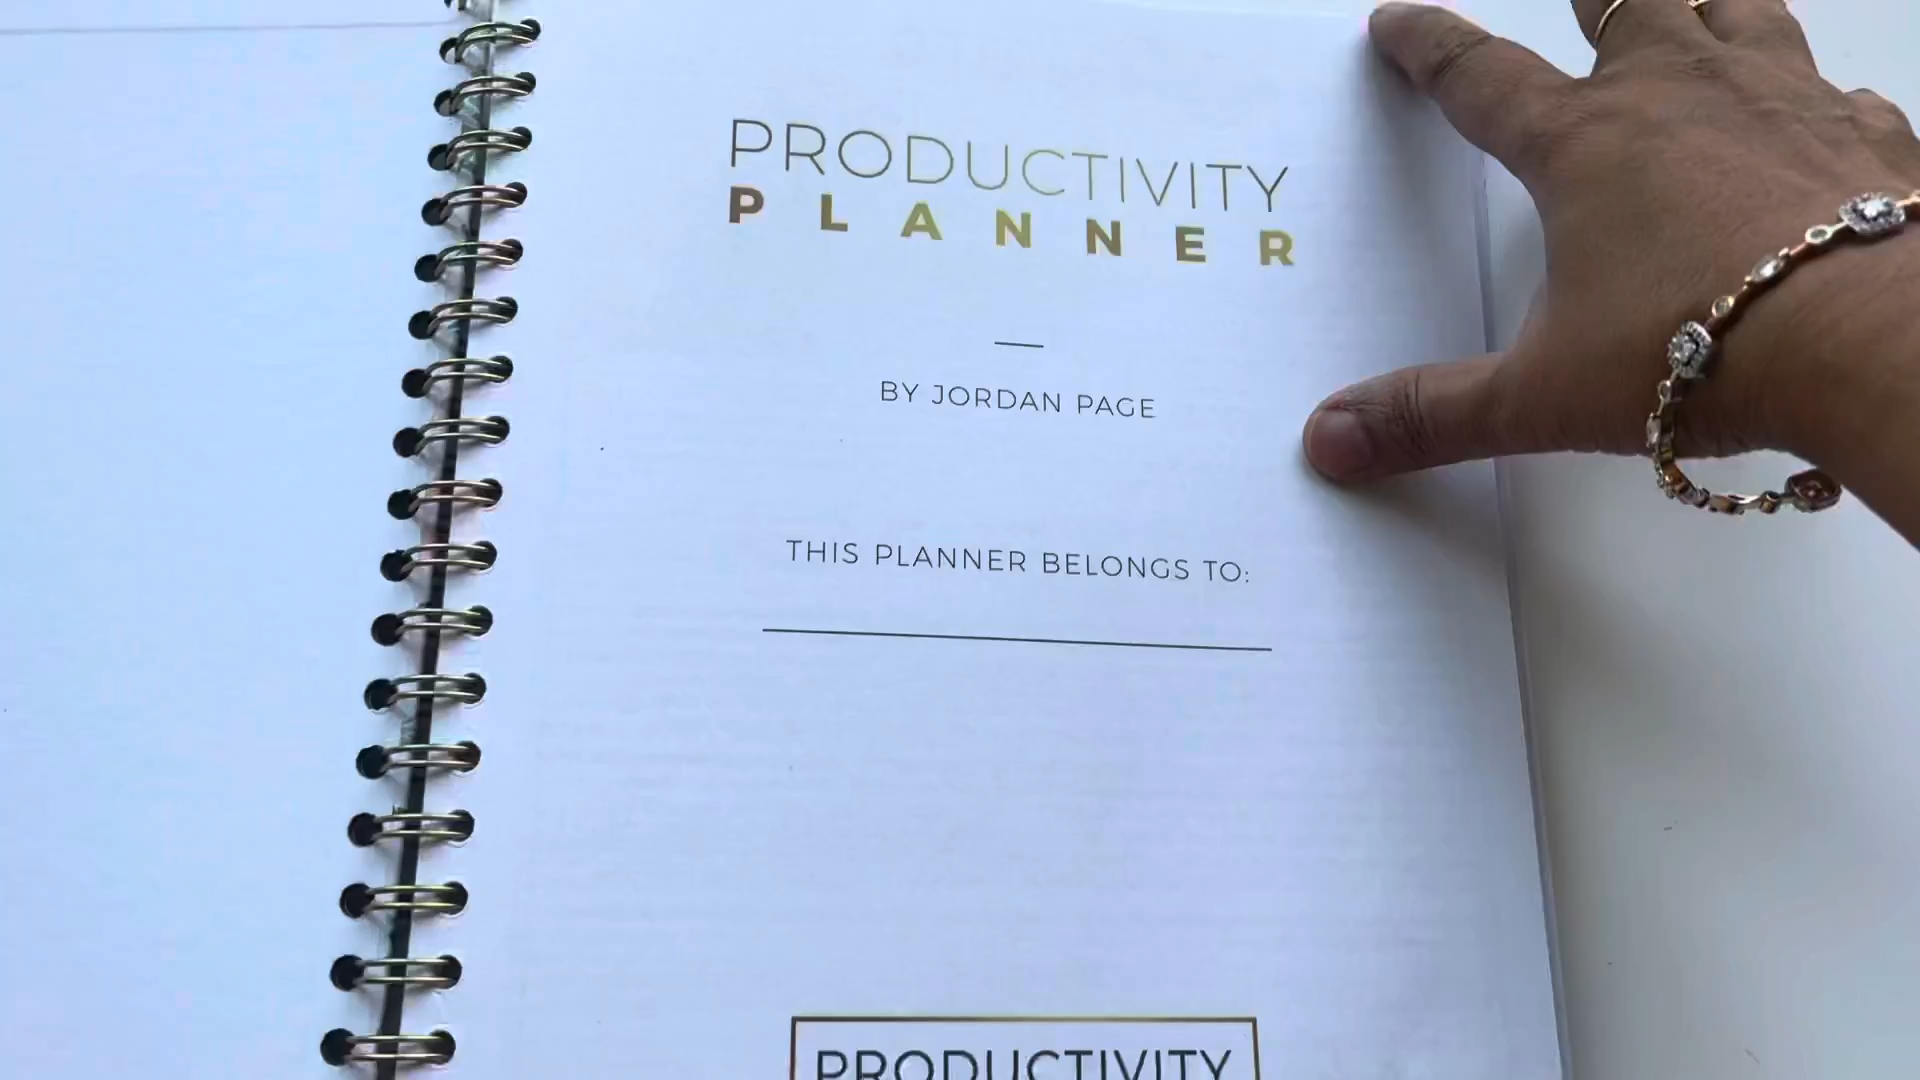 PRODUCTIVITY
PLANNER
BY JORDAN PAGE
THIS PLANNER BELONGS TO:
PRODUCTIVITY